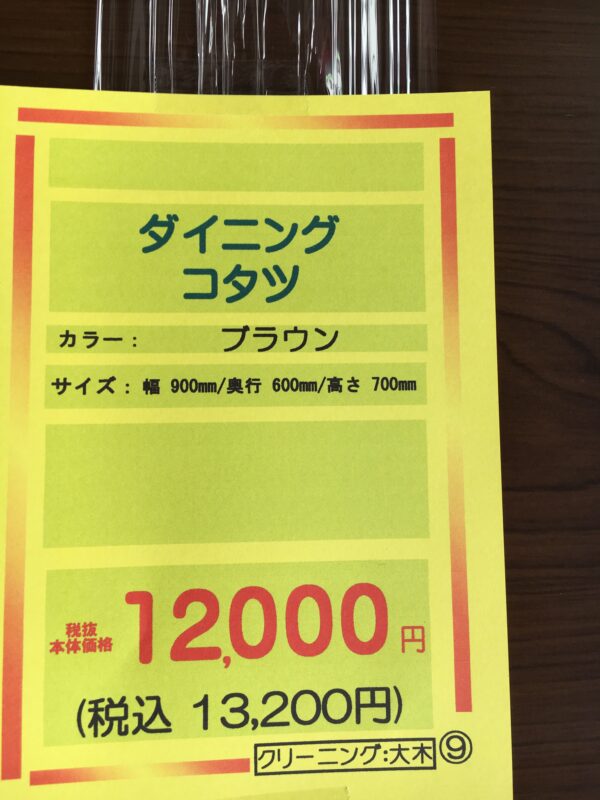 ダイニング
コタツ
カラー： ブラウン
サイズ：幅 900mm/奥行 600mm/高さ 700mm
税抜
本体価格 12,000円
(税込 13,200円)
クリーニング:大木 ⑨